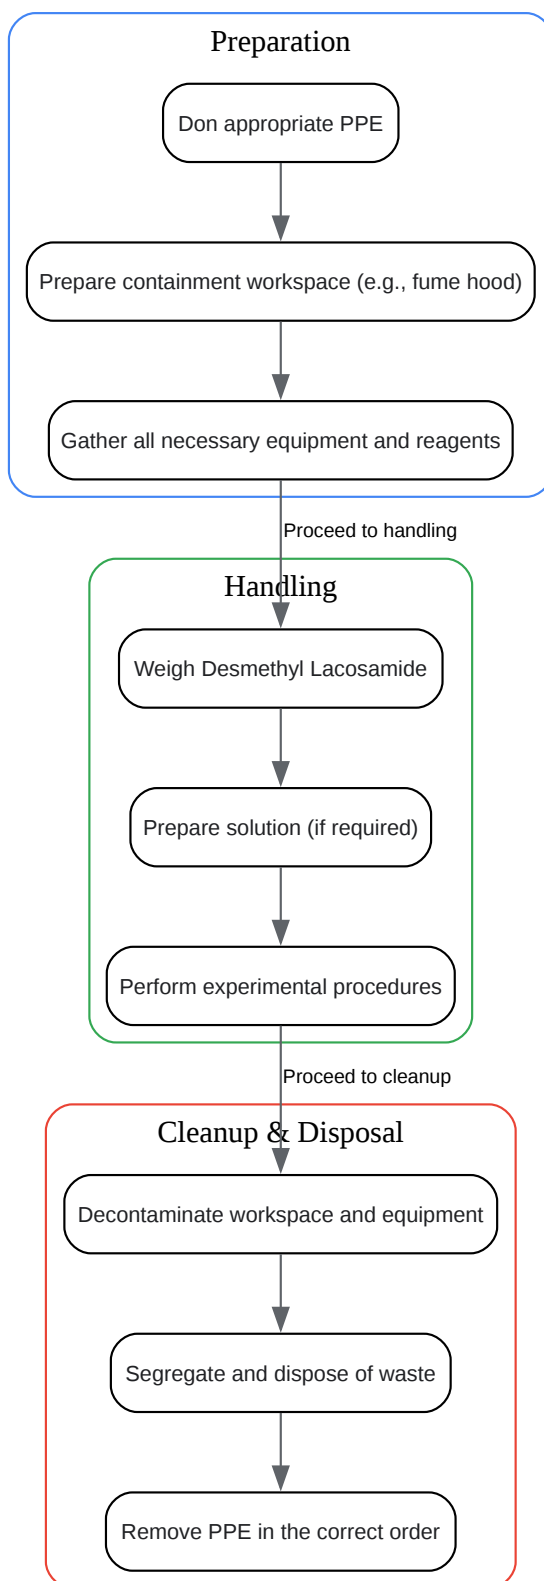 Preparation
Don appropriate PPE
Prepare containment workspace (e.g., fume hood)
Gather all necessary equipment and reagents
Proceed to handling
Handling
Weigh Desmethyl Lacosamide
Prepare solution (if required)
Perform experimental procedures
Proceed to cleanup
Cleanup & Disposal
Decontaminate workspace and equipment
Segregate and dispose of waste
Remove PPE in the correct order